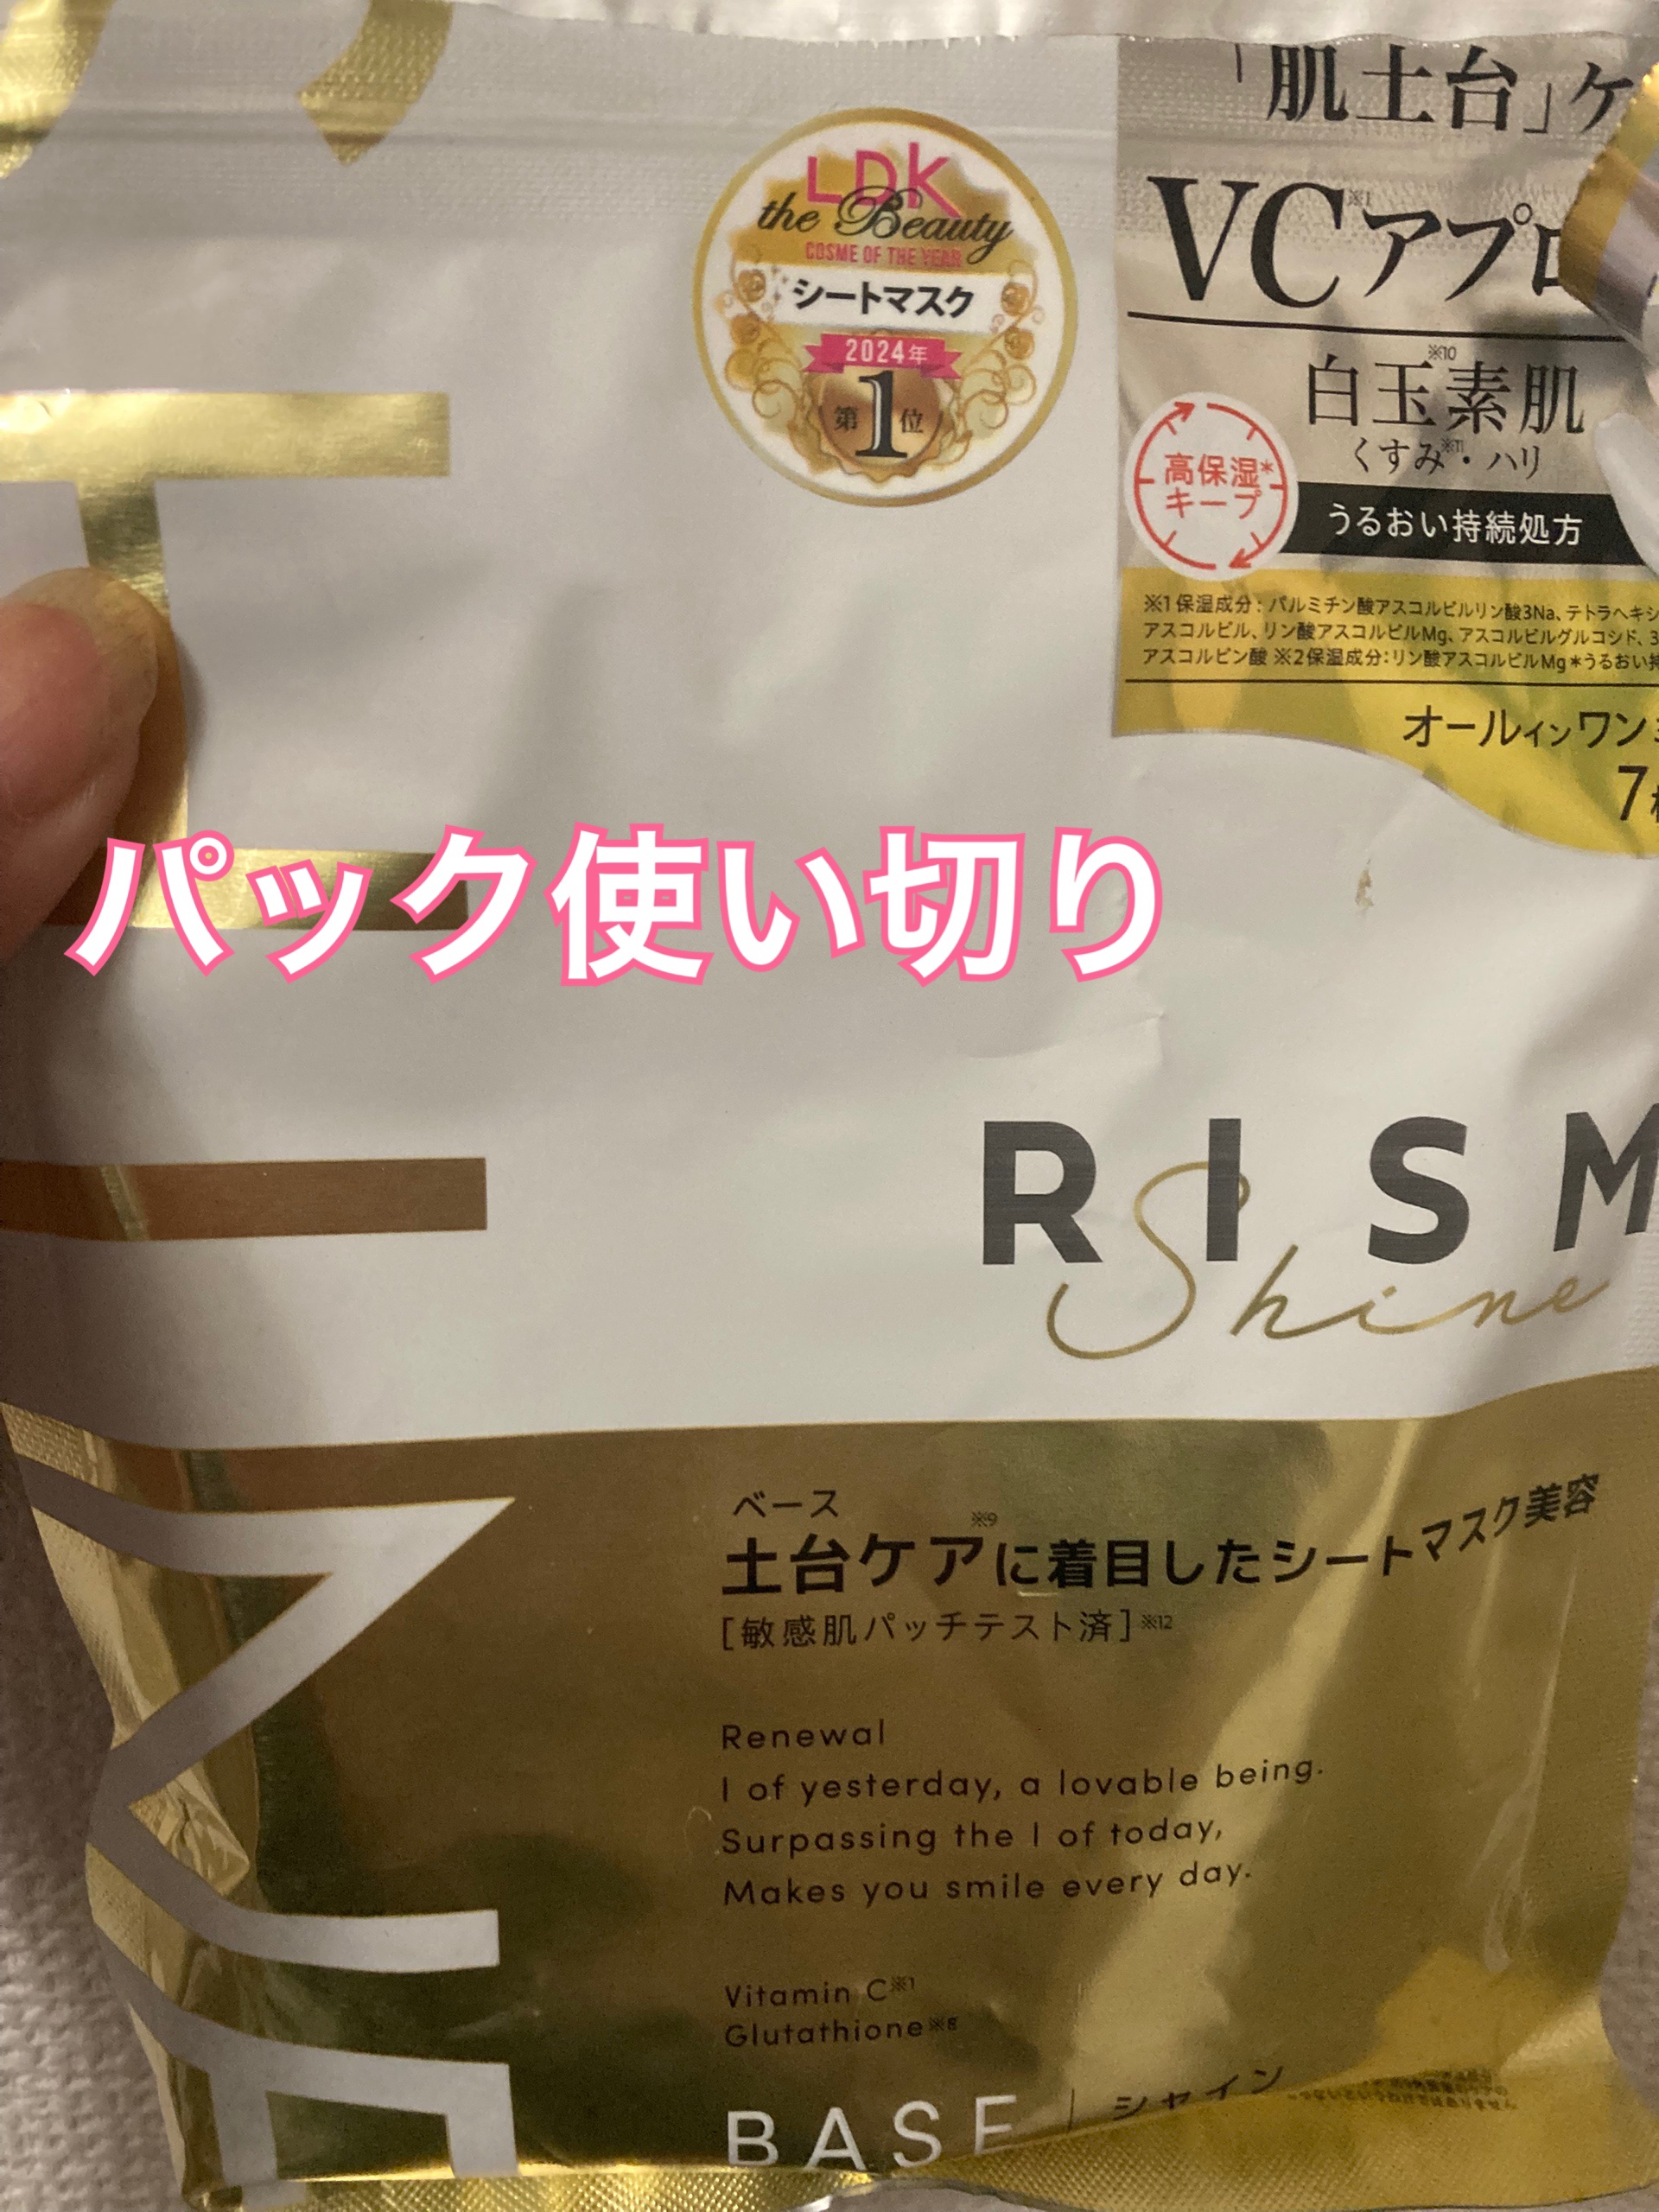 「肌土台」ケ
VC※1アプロ
白玉素肌※10
くすみ※11・ハリ
高保湿*
キープ
うるおい持続処方
※1 保湿成分：パルミチン酸アスコルビルリン酸3Na、テトラヘキシ
アスコルビル、リン酸アスコルビルMg、アスコルビルグルコシド、3
アスコルビン酸 ※2保湿成分：リン酸アスコルビルMg *うるおい持
オールインワン
7枚
LDK
the Beauty
COSME OF THE YEAR
シートマスク
2024年
第1位
パック使い切り
RISM
Shine
ベース
土台ケア※9に着目したシートマスク美容
[敏感肌パッチテスト済]※12
Renewal
I of yesterday, a lovable being.
Surpassing the I of today,
Makes you smile every day.
Vitamin C※1
Glutathione※8
BASE | シャイン